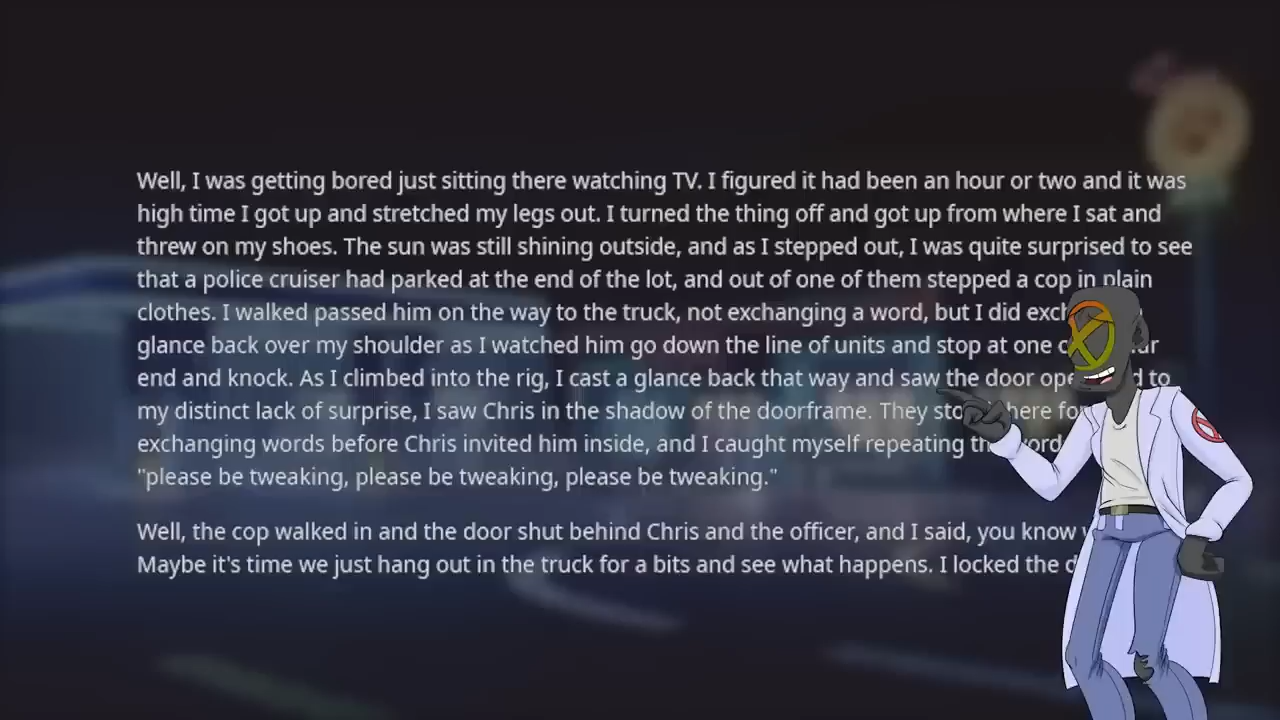 Well, I was getting bored just sitting there watching TV. I figured it had been an hour or two and it was
high time I got up and stretched my legs out. I turned the thing off and got up from where I sat and
threw on my shoes. The sun was still shining outside, and as I stepped out, I was quite surprised to see
that a police cruiser had parked at the end of the lot, and out of one of them stepped a cop in plain
clothes. I walked passed him on the way to the truck, not exchanging a word, but I did
glance back over my shoulder as I watched him go down the line of units and stop at one
end and knock. As I climbed into the rig, I cast a glance back that way and saw the door to
my distinct lack of surprise, I saw Chris in the shadow of the doorframe. They here
exchanging words before Chris invited him inside, and I caught myself repeating
"please be tweaking, please be tweaking, please be tweaking."
Well, the cop walked in and the door shut behind Chris and the officer, and I said, you know
Maybe it's time we just hang out in the truck for a bits and see what happens. I locked the